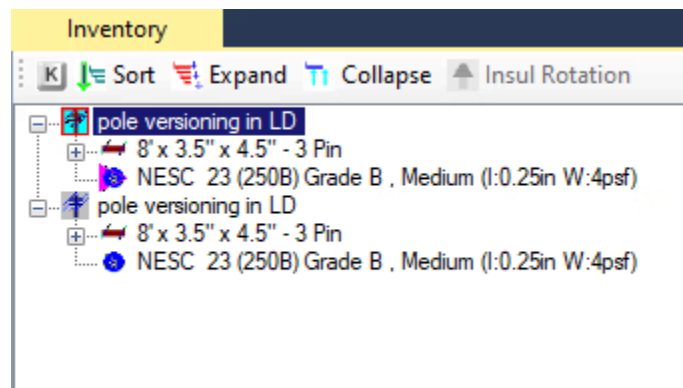 Inventory
K Sort Expand Collapse Insul Rotation
pole versioning in LD
8' x 3.5" x 4.5" - 3 Pin
NESC 23 (250B) Grade B , Medium (I:0.25in W:4psf)
pole versioning in LD
8' x 3.5" x 4.5" - 3 Pin
NESC 23 (250B) Grade B , Medium (I:0.25in W:4psf)